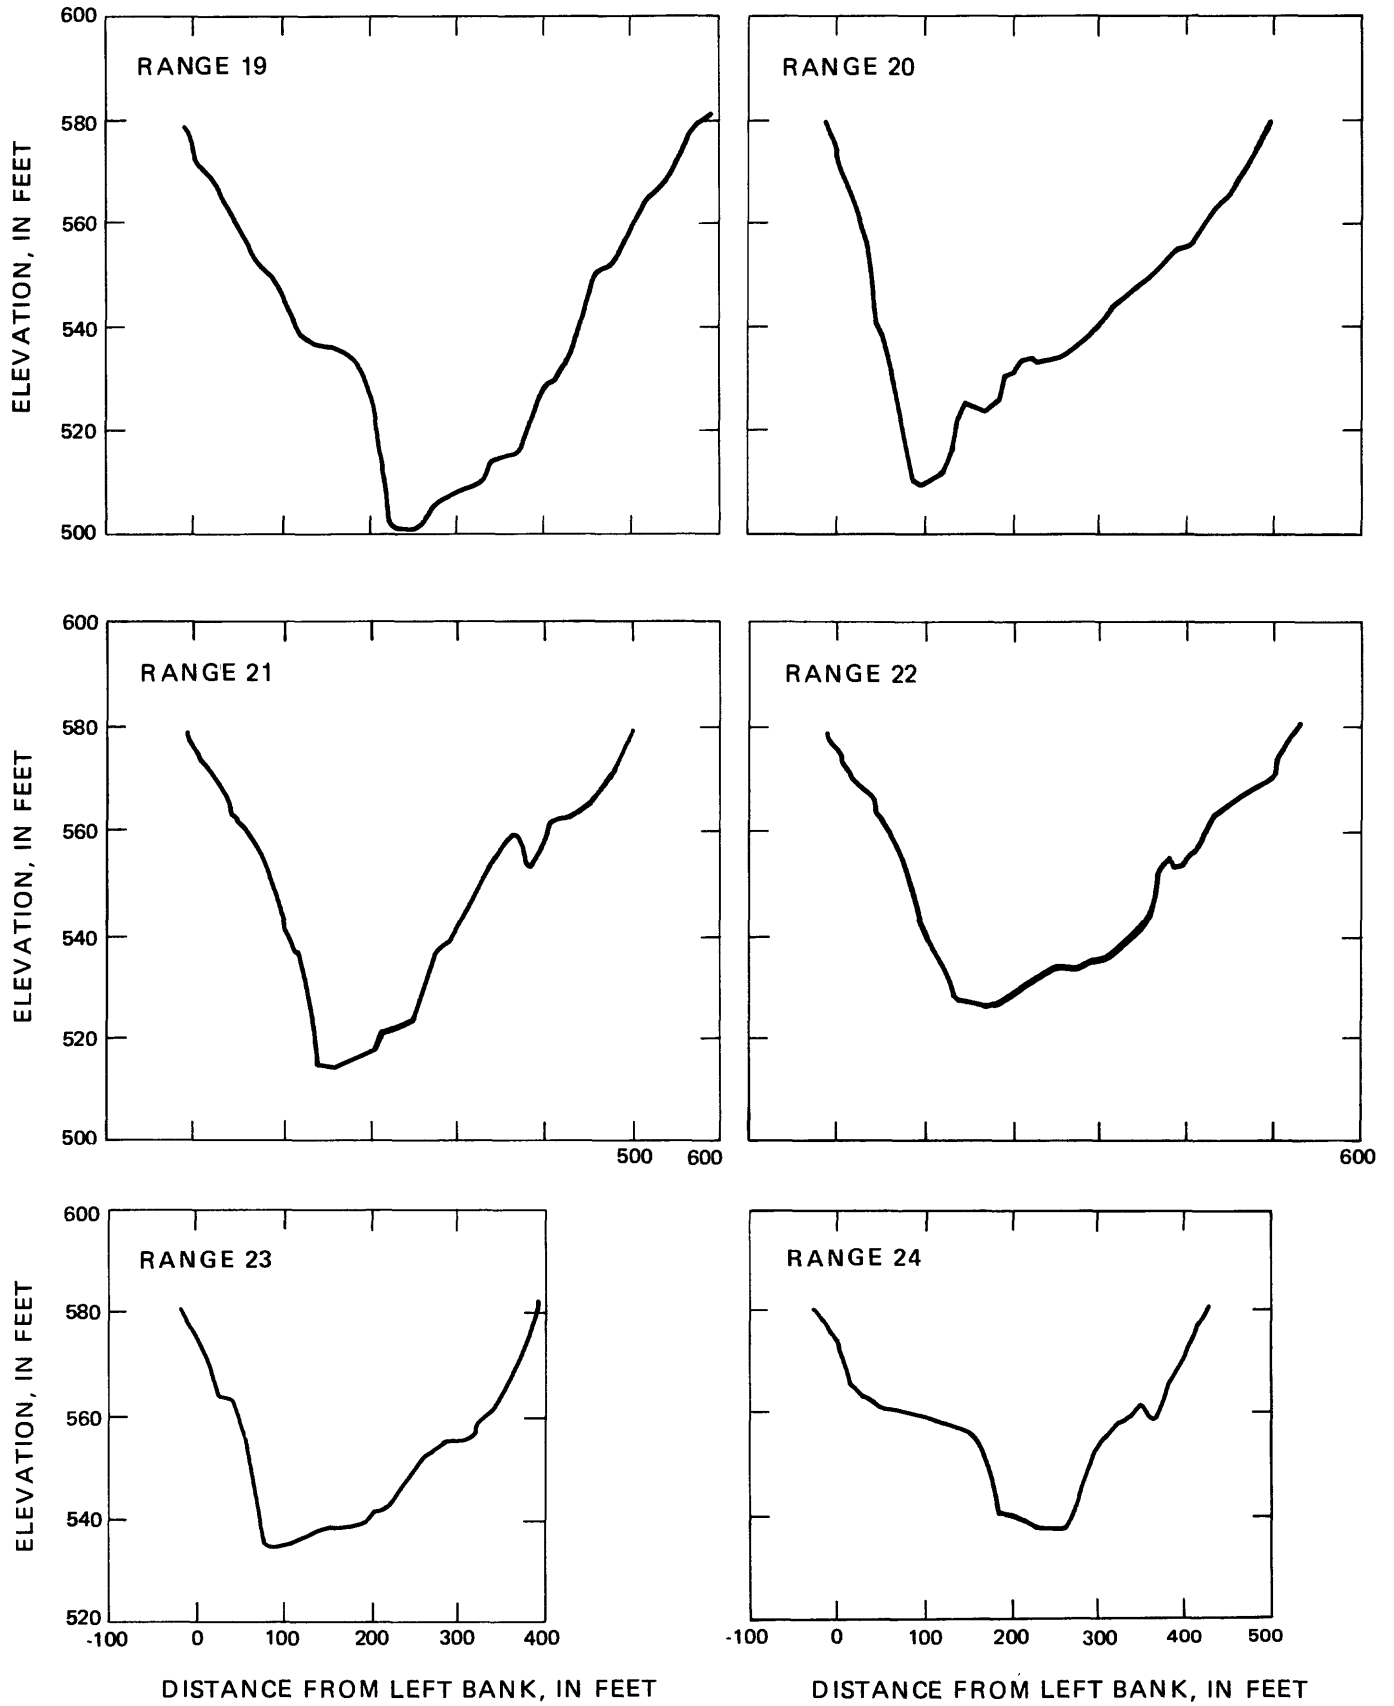 600
580
560
540
520
500
ELEVATION, IN FEET
RANGE 19
RANGE 20
600
580
560
540
520
500
ELEVATION, IN FEET
RANGE 21
500 600
RANGE 22
600
600
580
560
540
520
ELEVATION, IN FEET
RANGE 23
-100 0 100 200 300 400
DISTANCE FROM LEFT BANK, IN FEET
RANGE 24
-100 0 100 200 300 400 500
DISTANCE FROM LEFT BANK, IN FEET